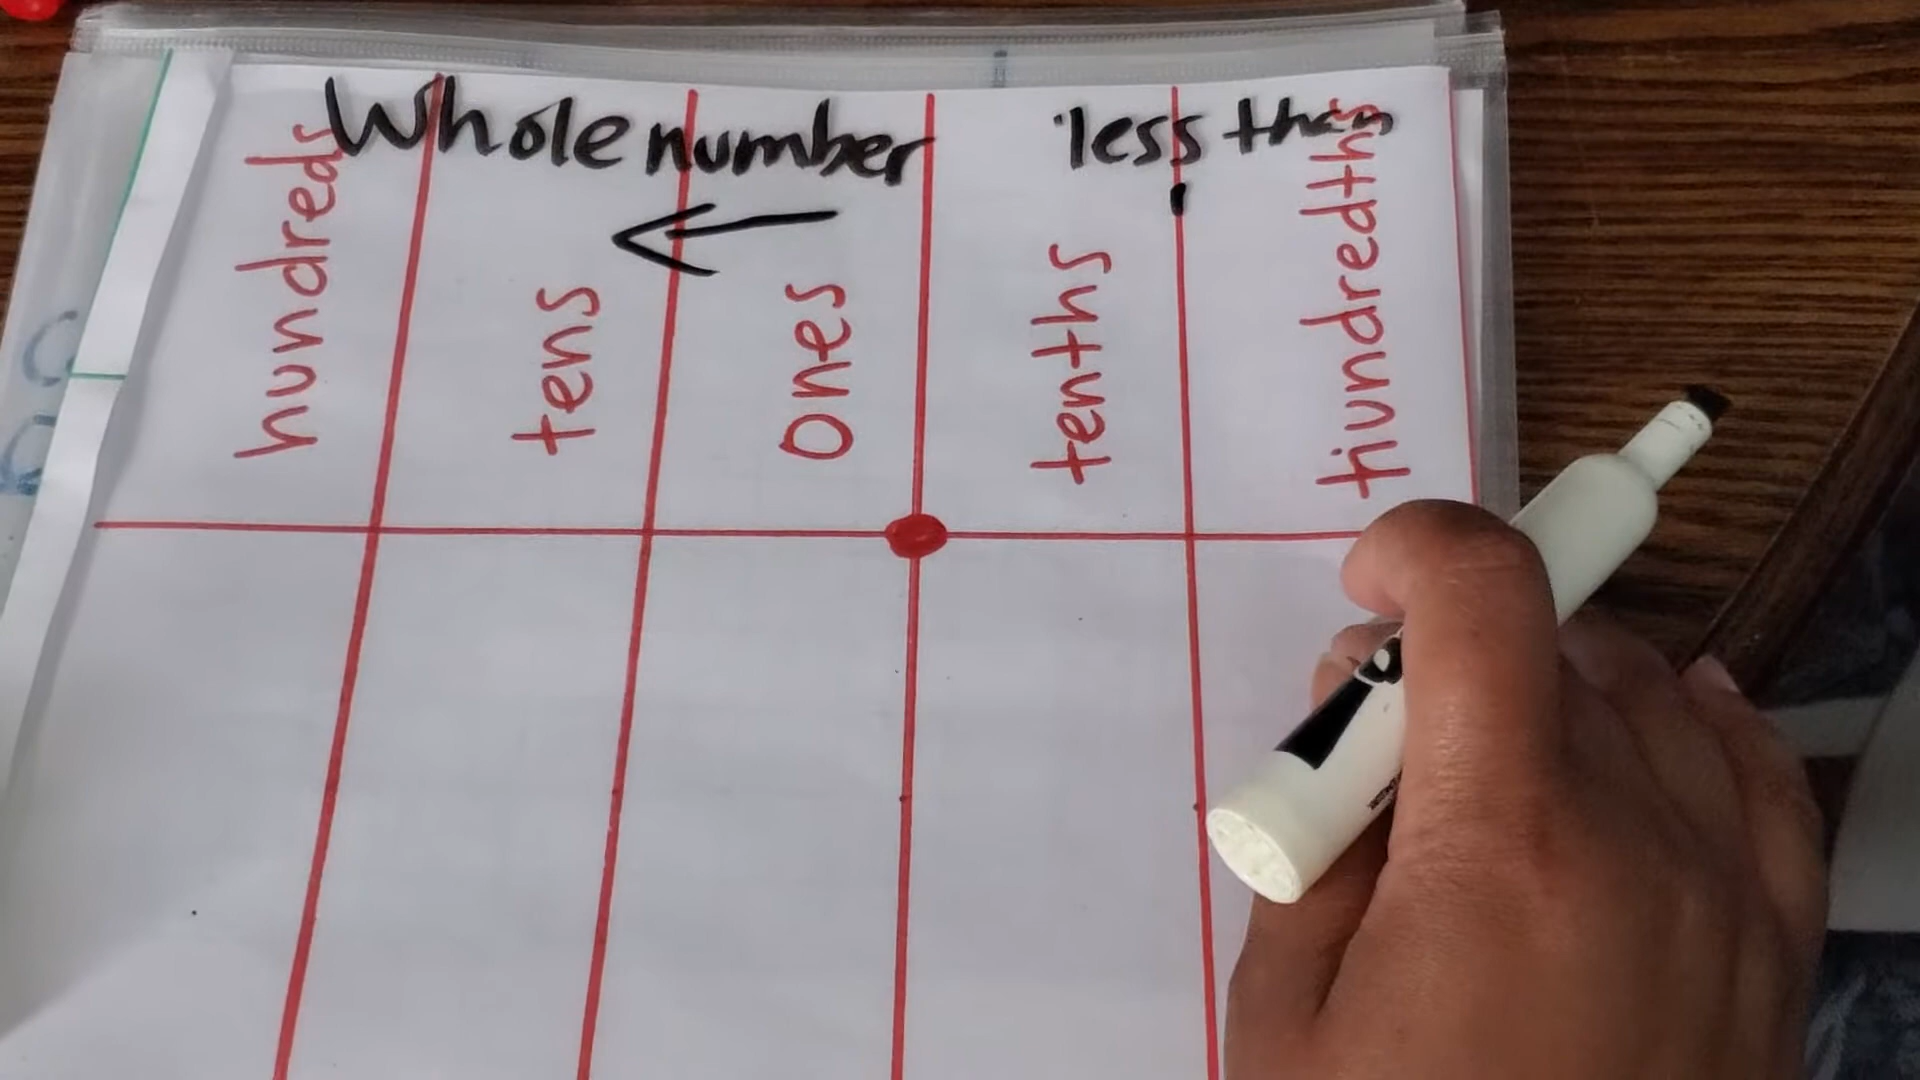 Whole number less than
hundreds
tens
ones
tenths
hundredths